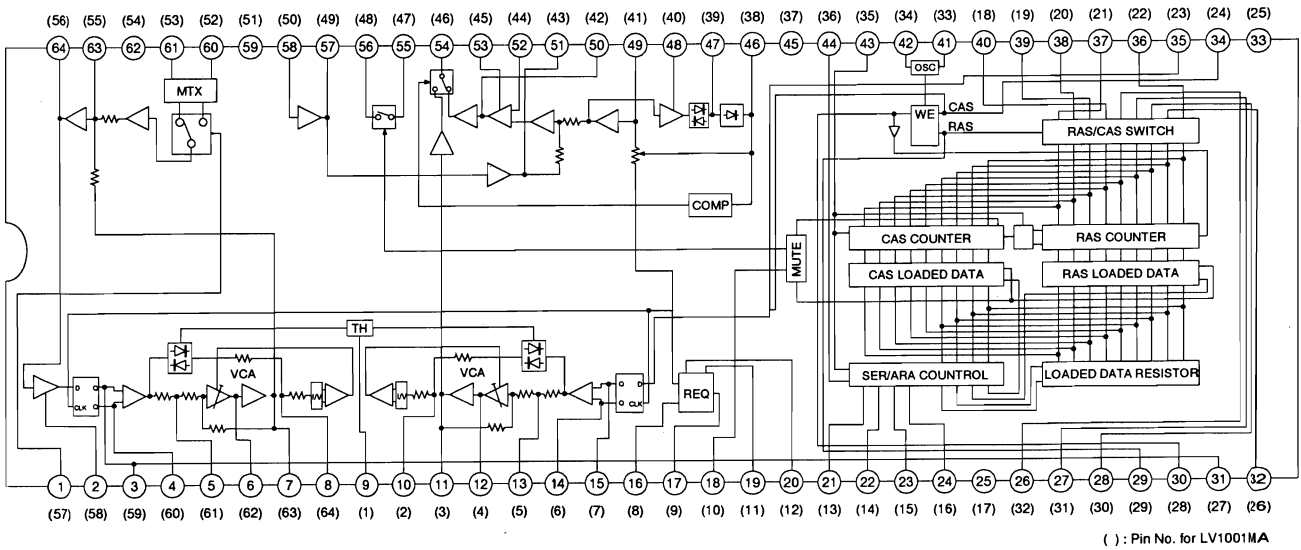 (56) (55) (54) (53) (52) (51) (50) (49) (48) (47) (46) (45) (44) (43) (42) (41) (40) (39) (38) (37) (36) (35) (34) (33) (18) (19) (20) (21) (22) (23) (24) (25)
64 63 62 61 60 59 58 57 56 55 54 53 52 51 50 49 48 47 46 45 44 43 42 41 40 39 38 37 36 35 34 33
OSC
MTX
CAS
WE
RAS
RAS/CAS SWITCH
COMP
MUTE
CAS COUNTER
RAS COUNTER
CAS LOADED DATA
RAS LOADED DATA
TH
VCA
VCA
D
CLK
D
CLK
REQ
SER/ARA COUNTROL
LOADED DATA RESISTOR
1 2 3 4 5 6 7 8 9 10 11 12 13 14 15 16 17 18 19 20 21 22 23 24 25 26 27 28 29 30 31 32
(57) (58) (59) (60) (61) (62) (63) (64) (1) (2) (3) (4) (5) (6) (7) (8) (9) (10) (11) (12) (13) (14) (15) (16) (17) (32) (31) (30) (29) (28) (27) (26)
( ) : Pin No. for LV1001MA